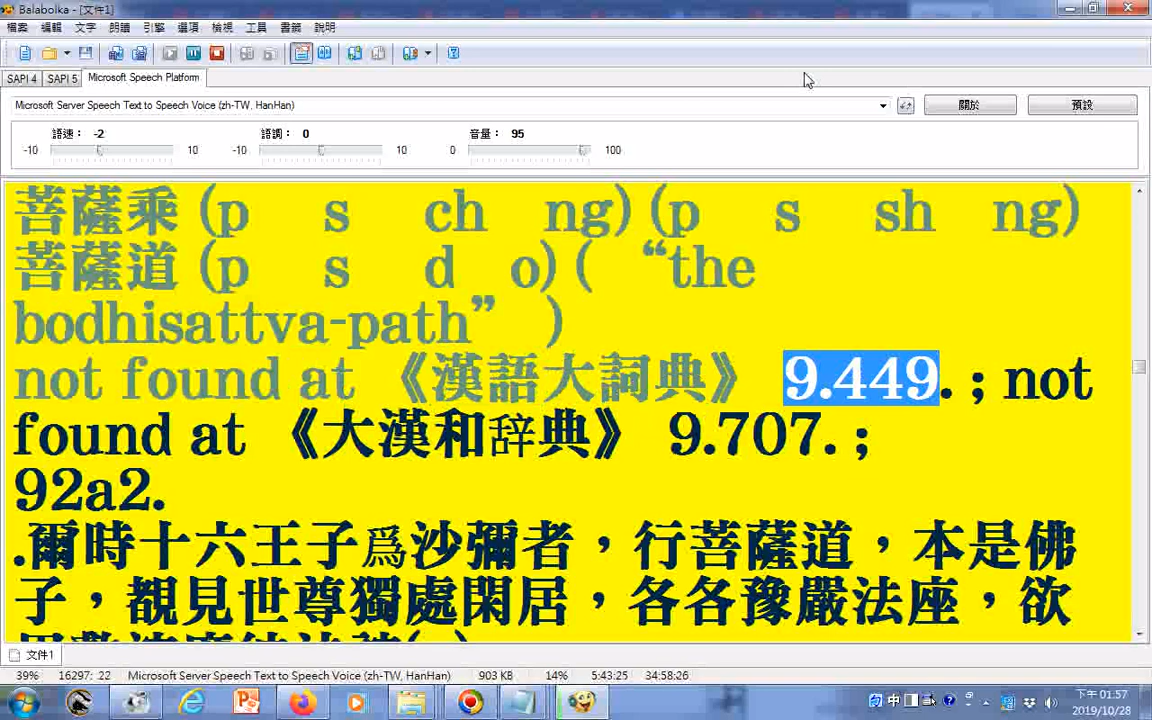 Balabolka - [文件1]
檔案 編輯 文字 朗讀 引擎 選項 檢視 工具 書籤 說明
SAPI 4 SAPI 5 Microsoft Speech Platform
Microsoft Server Speech Text to Speech Voice (zh-TW, HanHan) 關於 預設
語速： -2 語調： 0 音量： 95
-10 10 -10 10 0 100
菩薩乘 (p s ch ng) (p s sh ng)
菩薩道 (p s d o) ( “the
bodhisattva-path” )
not found at 《漢語大詞典》 9.449. ; not
found at 《大漢和辞典》 9.707. ;
92a2.
.爾時十六王子爲沙彌者，行菩薩道，本是佛
子，覩見世尊獨處閑居，各各豫嚴法座，欲
文件1
39% 16297: 22 Microsoft Server Speech Text to Speech Voice (zh-TW, HanHan) 903 KB 14% 5:43:25 34:58:26
中 下午 01:57
2019/10/28